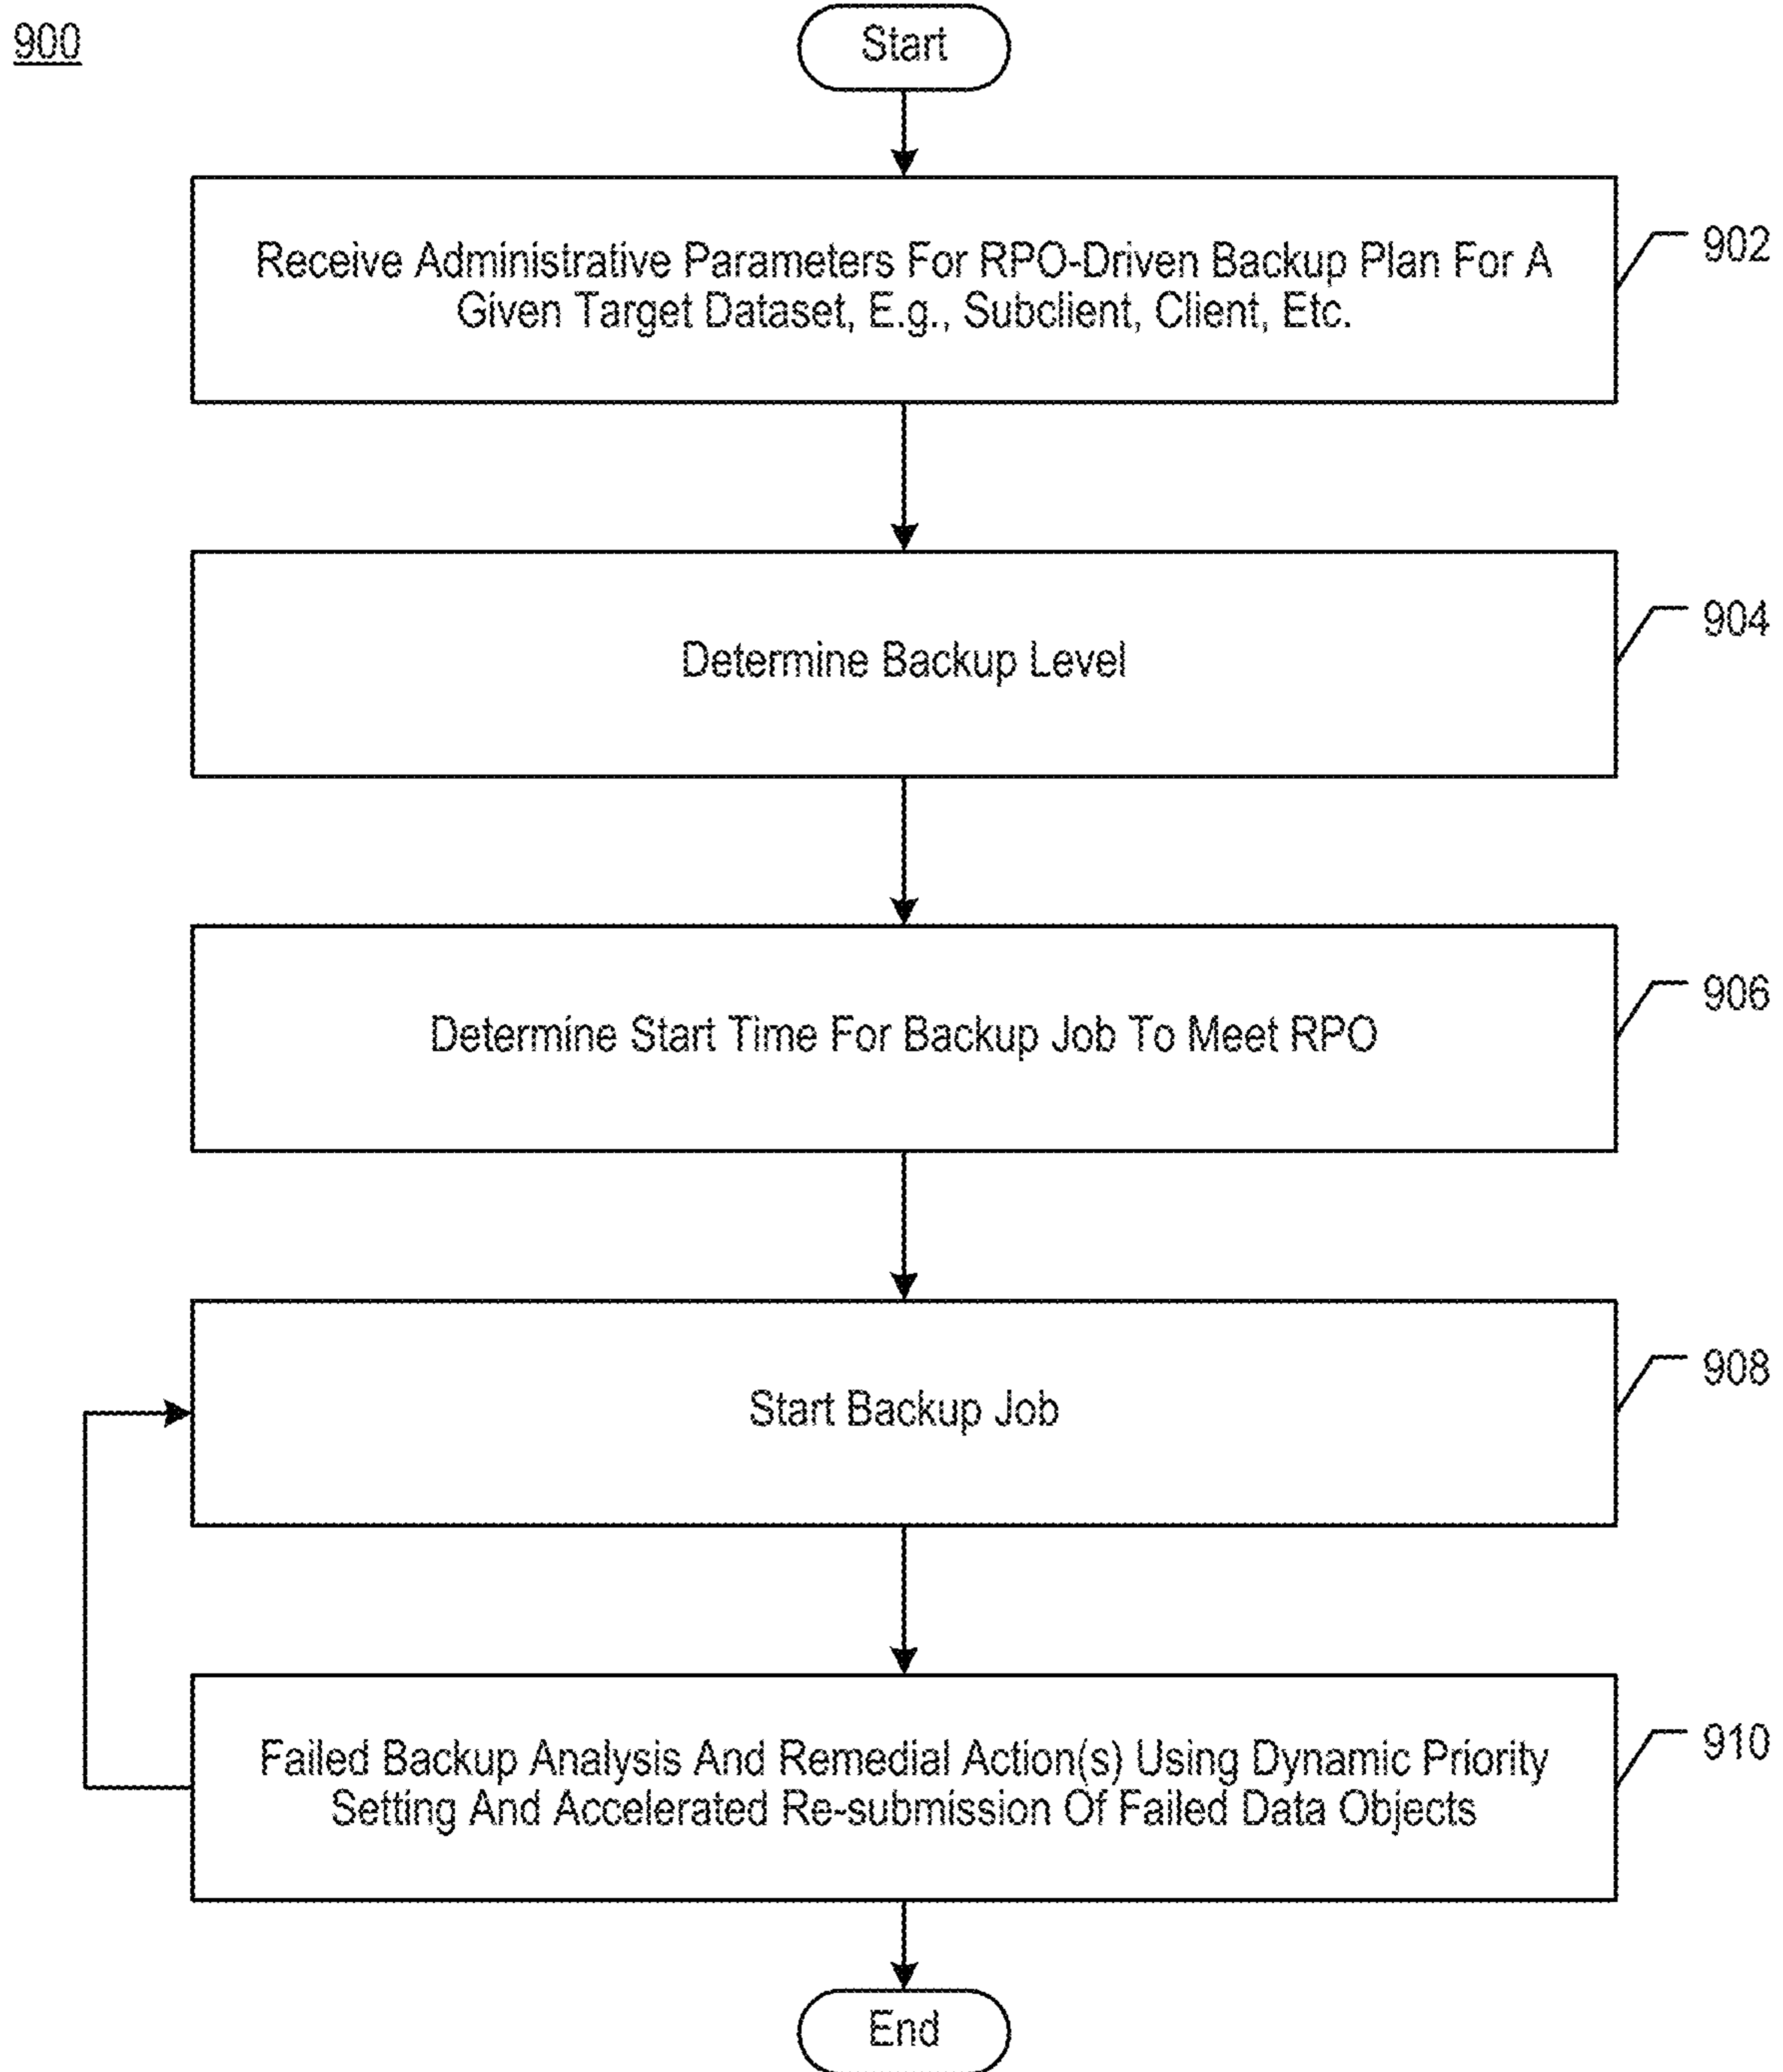 900
Start
Receive Administrative Parameters For RPO-Driven Backup Plan For A
Given Target Dataset, E.g., Subclient, Client, Etc.
902
Determine Backup Level
904
Determine Start Time For Backup Job To Meet RPO
906
Start Backup Job
908
Failed Backup Analysis And Remedial Action(s) Using Dynamic Priority
Setting And Accelerated Re-submission Of Failed Data Objects
910
End